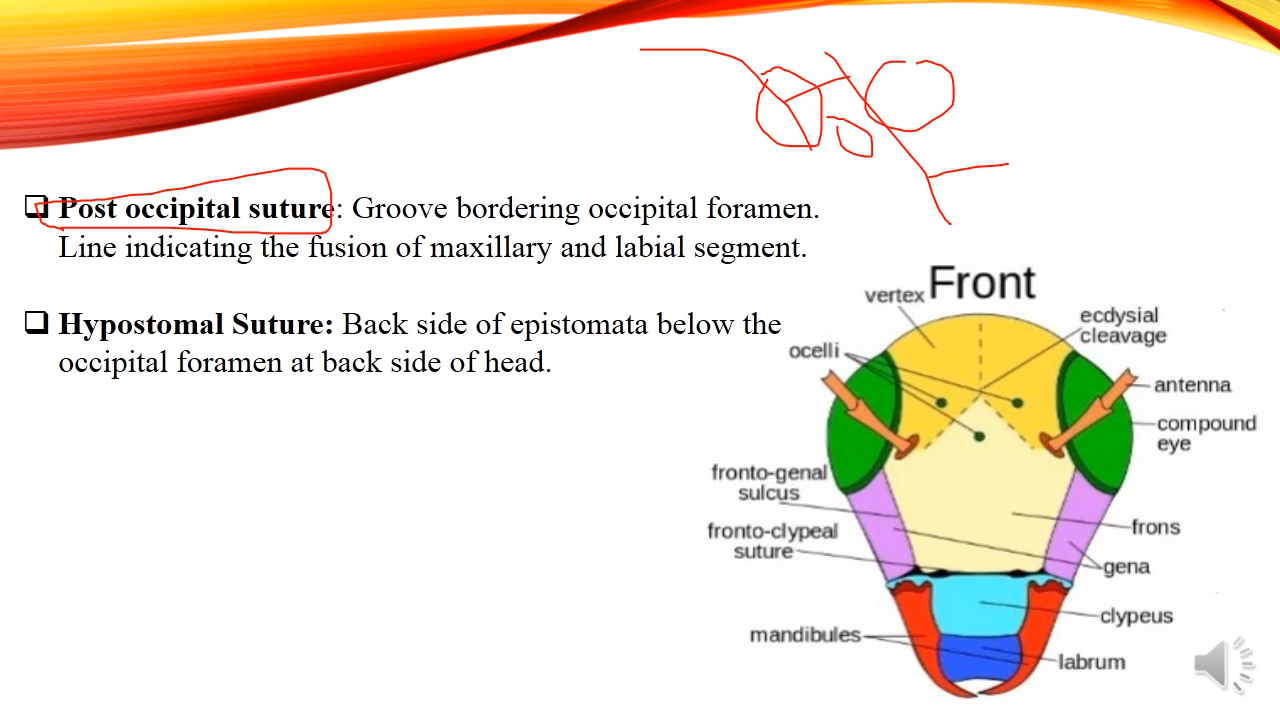 Post occipital suture: Groove bordering occipital foramen.
Line indicating the fusion of maxillary and labial segment.
Hypostomal Suture: Back side of epistomata below the
occipital foramen at back side of head.
Front
vertex
ecdysial
cleavage
ocelli
antenna
compound
eye
fronto-genal
sulcus
fronto-clypeal
suture
frons
gena
clypeus
mandibules
labrum